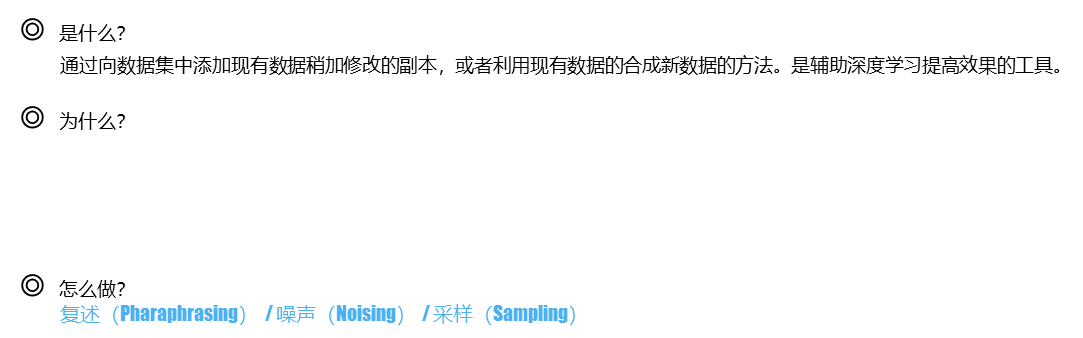 是什么?
通过向数据集中添加现有数据稍加修改的副本，或者利用现有数据的合成新数据的方法。是辅助深度学习提高效果的工具。
为什么?
怎么做?
复述（Pharaphrasing） / 噪声（Noising） / 采样（Sampling）